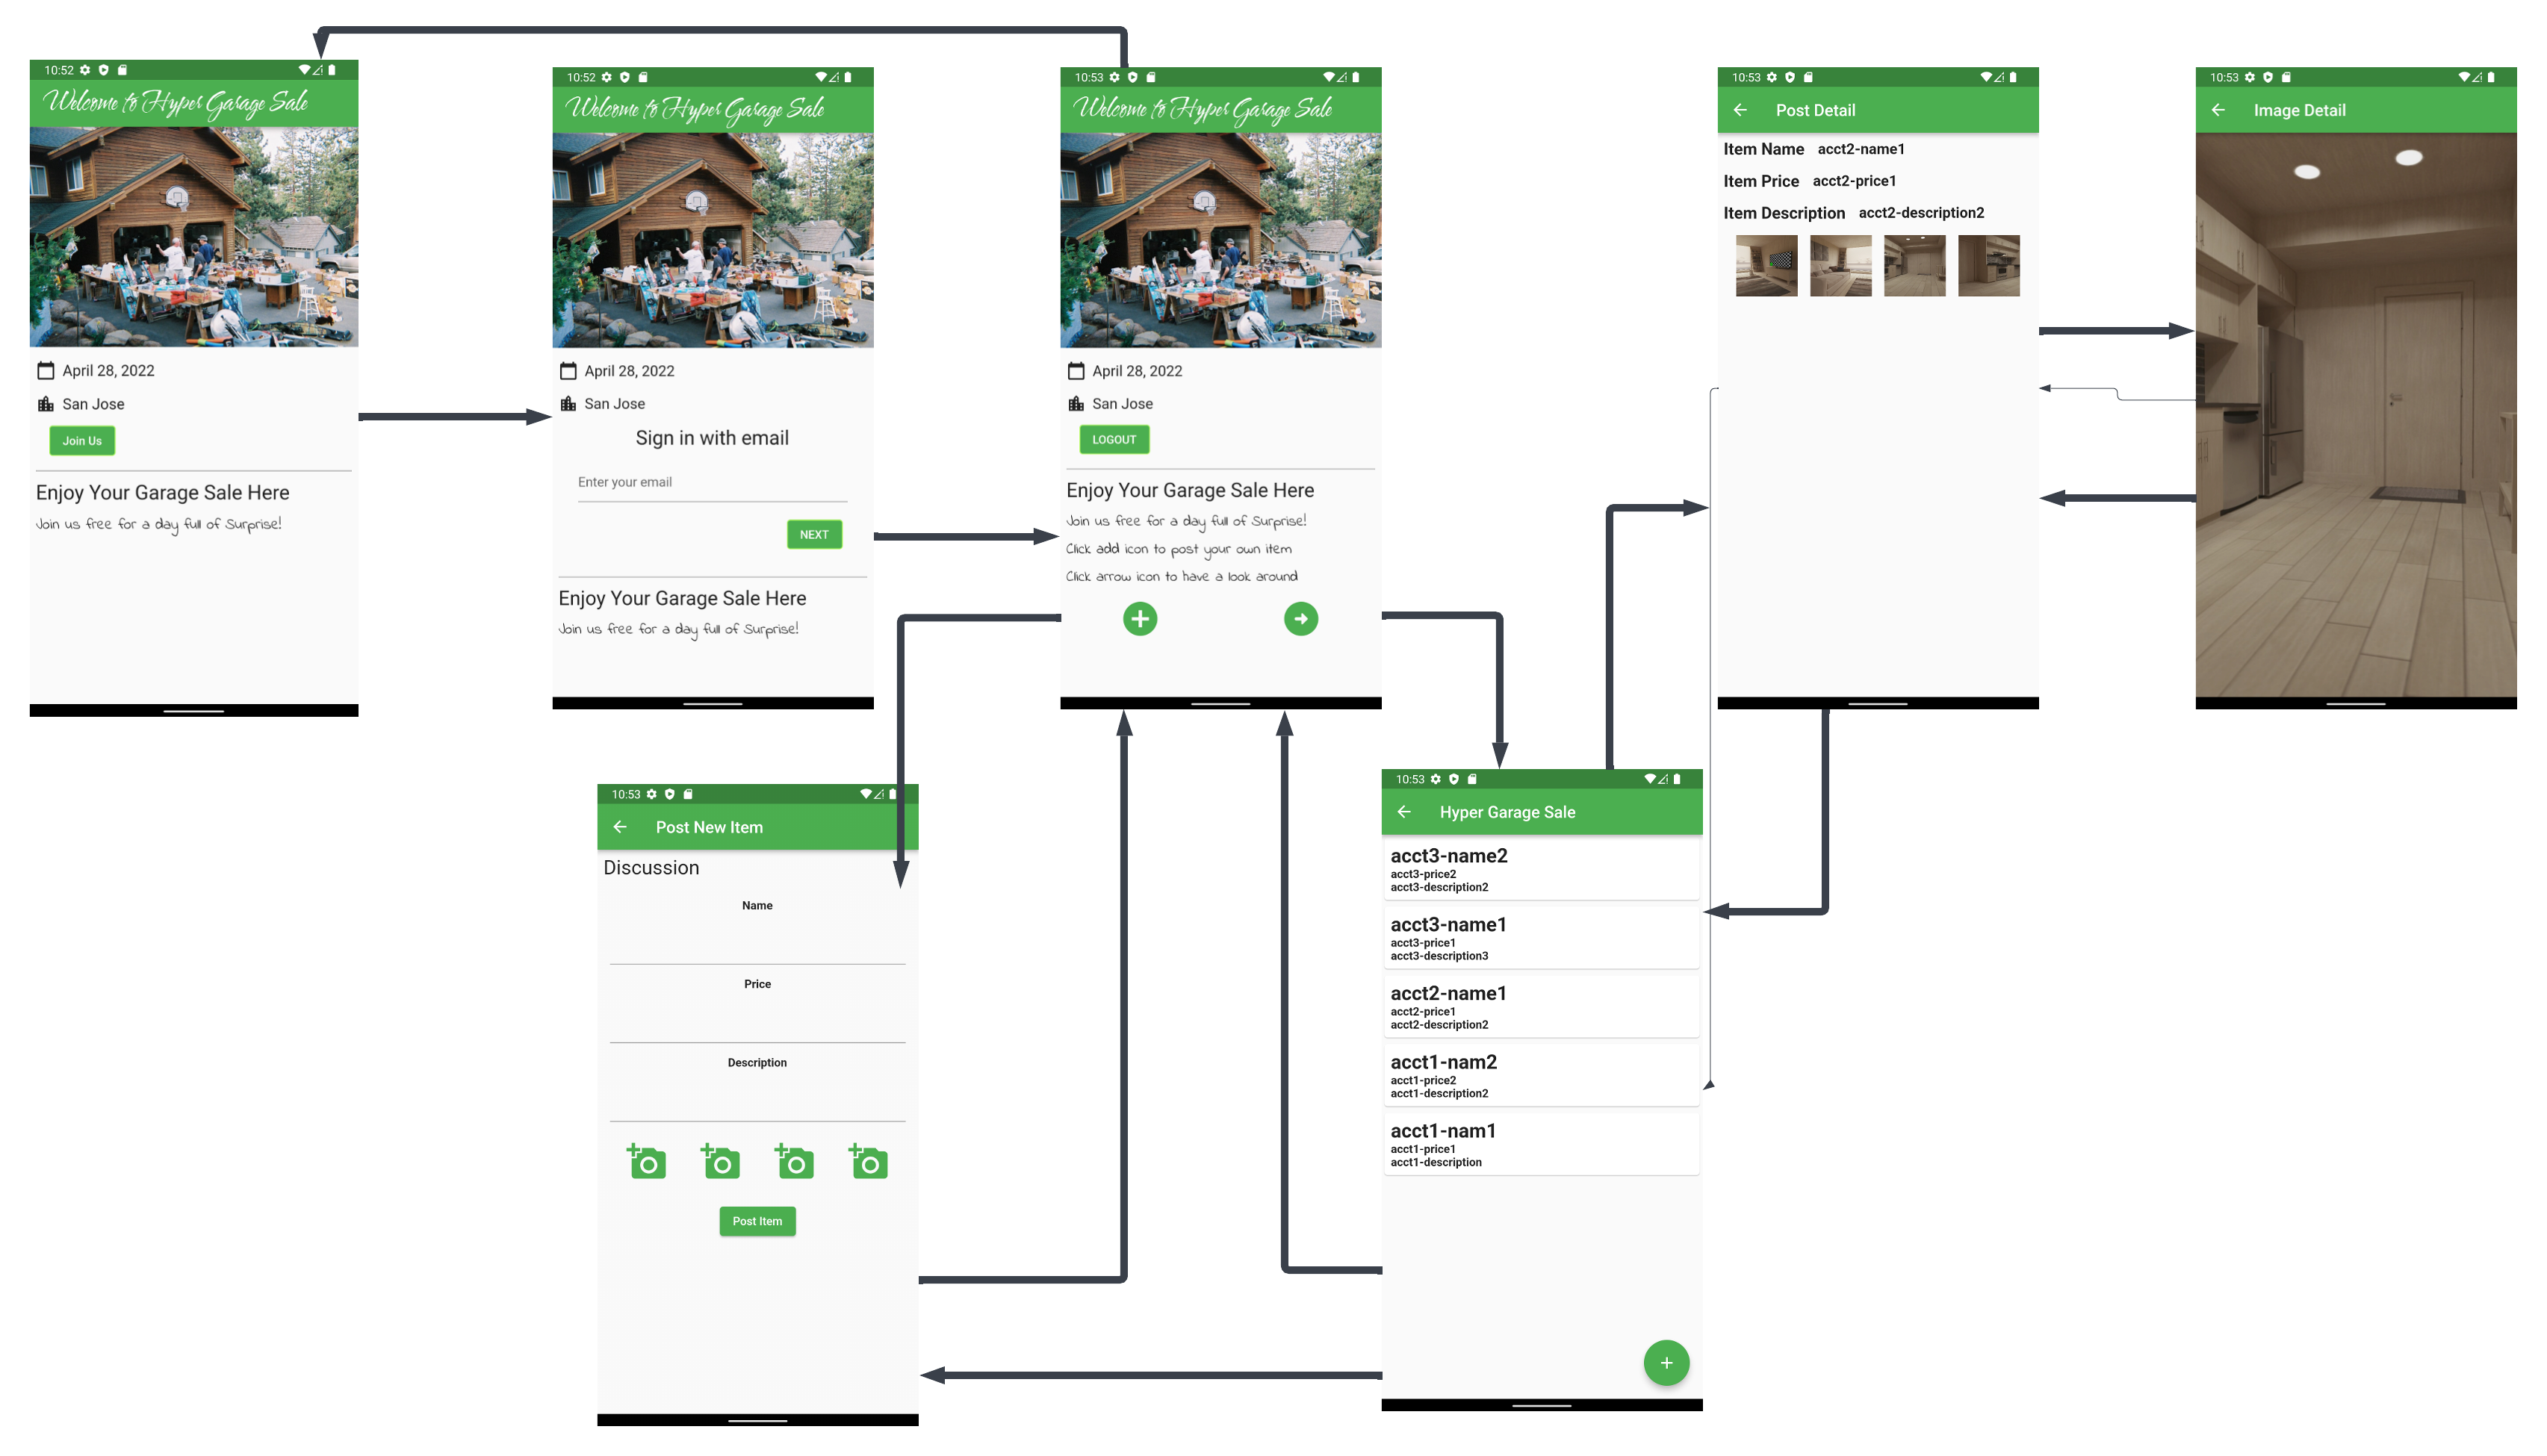 10:52
Welcome to Hyper Garage Sale
April 28, 2022
San Jose
Join Us
Enjoy Your Garage Sale Here
Join us free for a day full of Surprise!
10:52
Welcome to Hyper Garage Sale
April 28, 2022
San Jose
Sign in with email
Enter your email
NEXT
Enjoy Your Garage Sale Here
Join us free for a day full of Surprise!
10:53
Welcome to Hyper Garage Sale
April 28, 2022
San Jose
LOGOUT
Enjoy Your Garage Sale Here
Join us free for a day full of Surprise!
Click add icon to post your own item
Click arrow icon to have a look around
10:53
Post Detail
Item Name acct2-name1
Item Price acct2-price1
Item Description acct2-description2
10:53
Image Detail
10:53
Post New Item
Discussion
Name
Price
Description
Post Item
10:53
Hyper Garage Sale
acct3-name2
acct3-price2
acct3-description2
acct3-name1
acct3-price1
acct3-description3
acct2-name1
acct2-price1
acct2-description2
acct1-nam2
acct1-price2
acct1-description2
acct1-nam1
acct1-price1
acct1-description